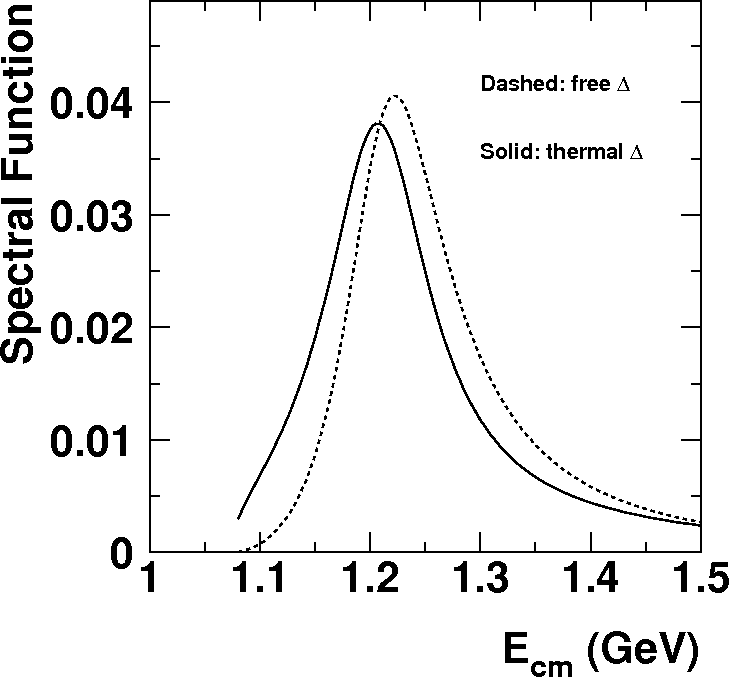 Spectral Function
0.04
0.03
0.02
0.01
0
Dashed: free Δ
Solid: thermal Δ
1 1.1 1.2 1.3 1.4 1.5
E_cm (GeV)